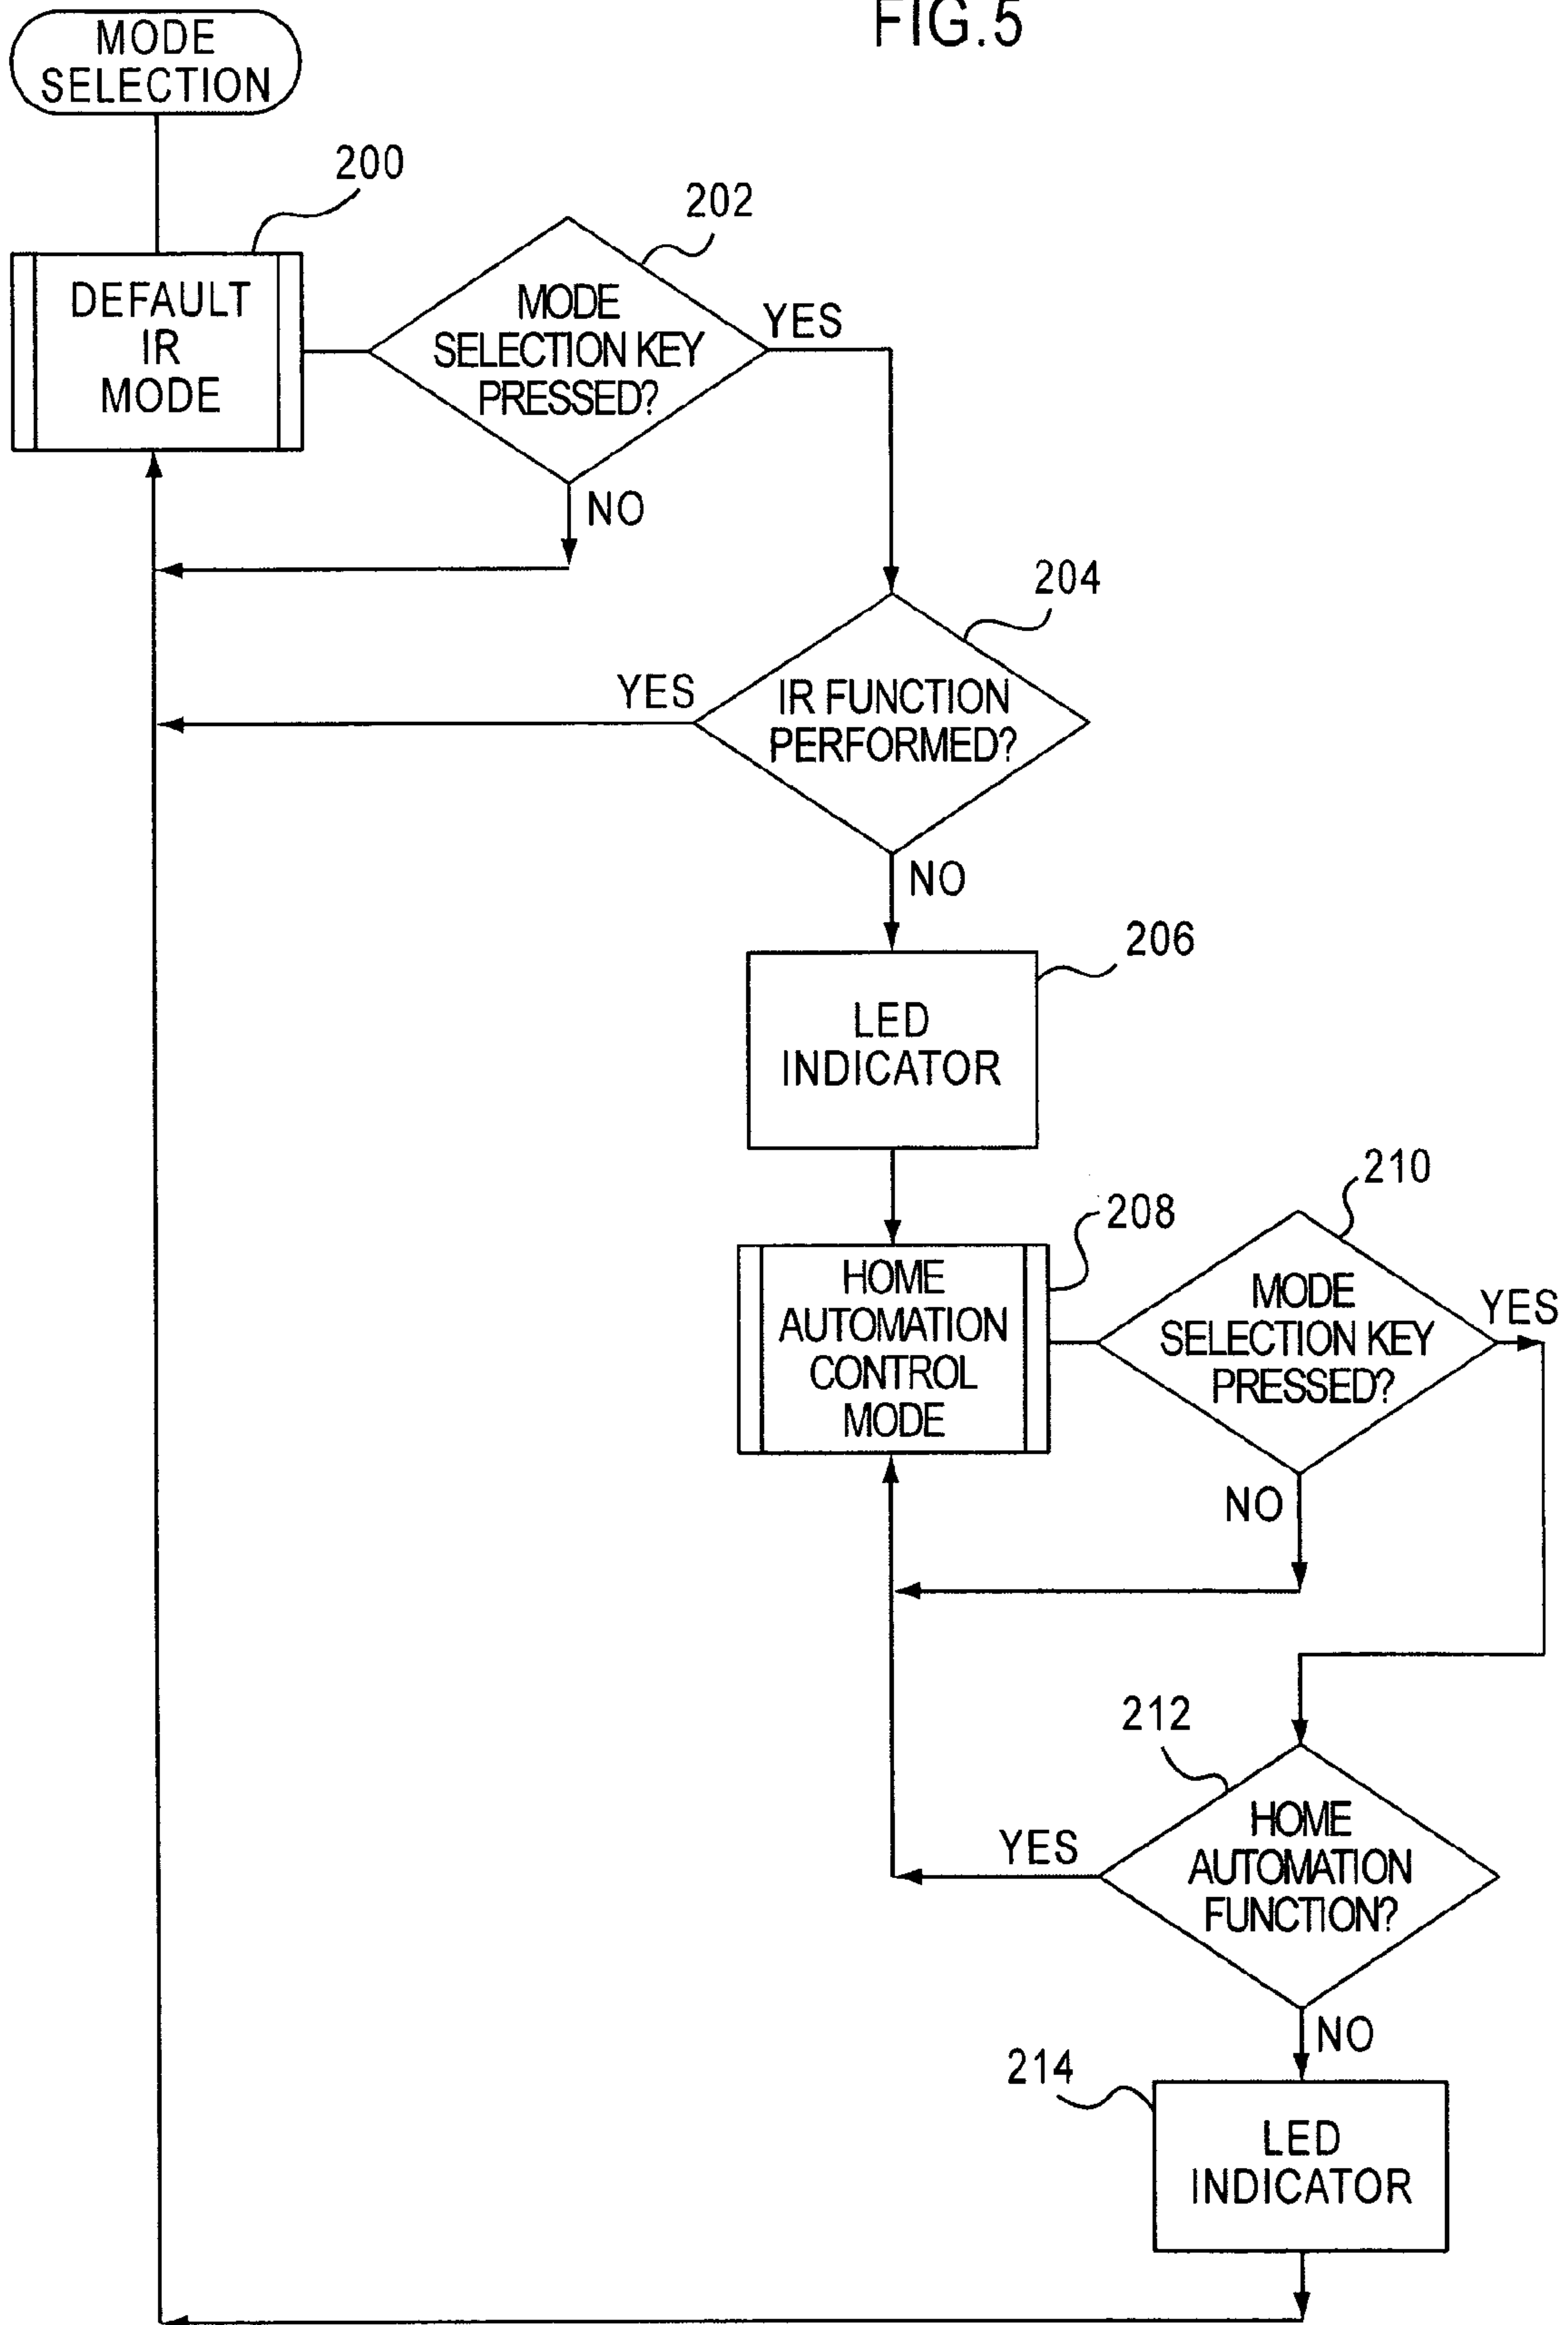 FIG.5
MODE
SELECTION
200
202
DEFAULT
IR
MODE
MODE
SELECTION KEY
PRESSED?
YES
NO
204
YES
IR FUNCTION
PERFORMED?
NO
206
LED
INDICATOR
210
208
HOME
AUTOMATION
CONTROL
MODE
MODE
SELECTION KEY
PRESSED?
YES
NO
212
YES
HOME
AUTOMATION
FUNCTION?
NO
214
LED
INDICATOR